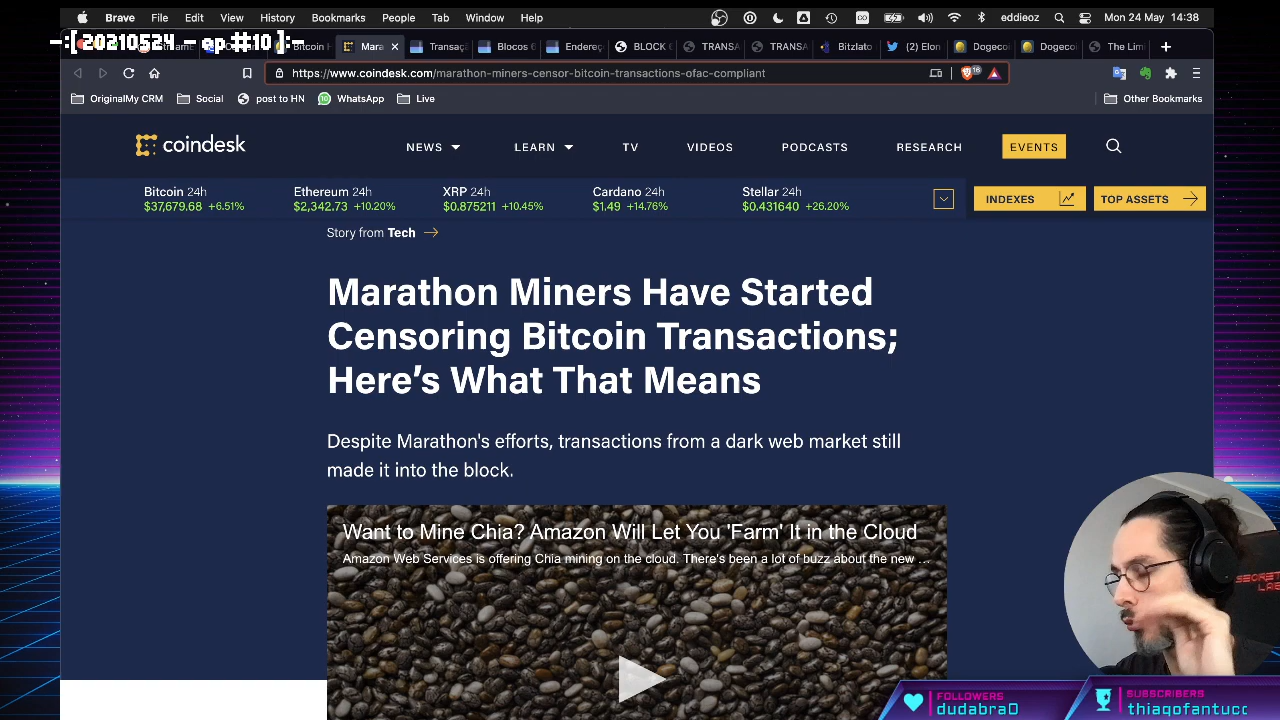 Brave File Edit View History Bookmarks People Tab Window Help
eddieoz Mon 24 May 14:38
-:[ 20210524 - ep #10 ]:-
Mara
Transaç
Blocos
Endereç
BLOCK
TRANSA
TRANSA
Bitzlato
(2) Elon
Dogeco
Dogeco
The Lim
https://www.coindesk.com/marathon-miners-censor-bitcoin-transactions-ofac-compliant
16
OriginalMy CRM Social post to HN WhatsApp Live Other Bookmarks
coindesk
NEWS LEARN TV VIDEOS PODCASTS RESEARCH EVENTS
Bitcoin 24h Ethereum 24h XRP 24h Cardano 24h Stellar 24h
$37,679.68 +6.51% $2,342.73 +10.20% $0.875211 $1.49 +14.76% $0.431640 +26.20%
INDEXES TOP ASSETS
Story from Tech
Marathon Miners Have Started
Censoring Bitcoin Transactions;
Here's What That Means
Despite Marathon's efforts, transactions from a dark web market still
made it into the block.
Want to Mine Chia? Amazon Will Let You 'Farm' It in the Cloud
Amazon Web Services is offering Chia mining on the cloud. There's been a lot of buzz about the new ...
FOLLOWERS
dudabraD
SUBSCRIBERS
thiagofantucc